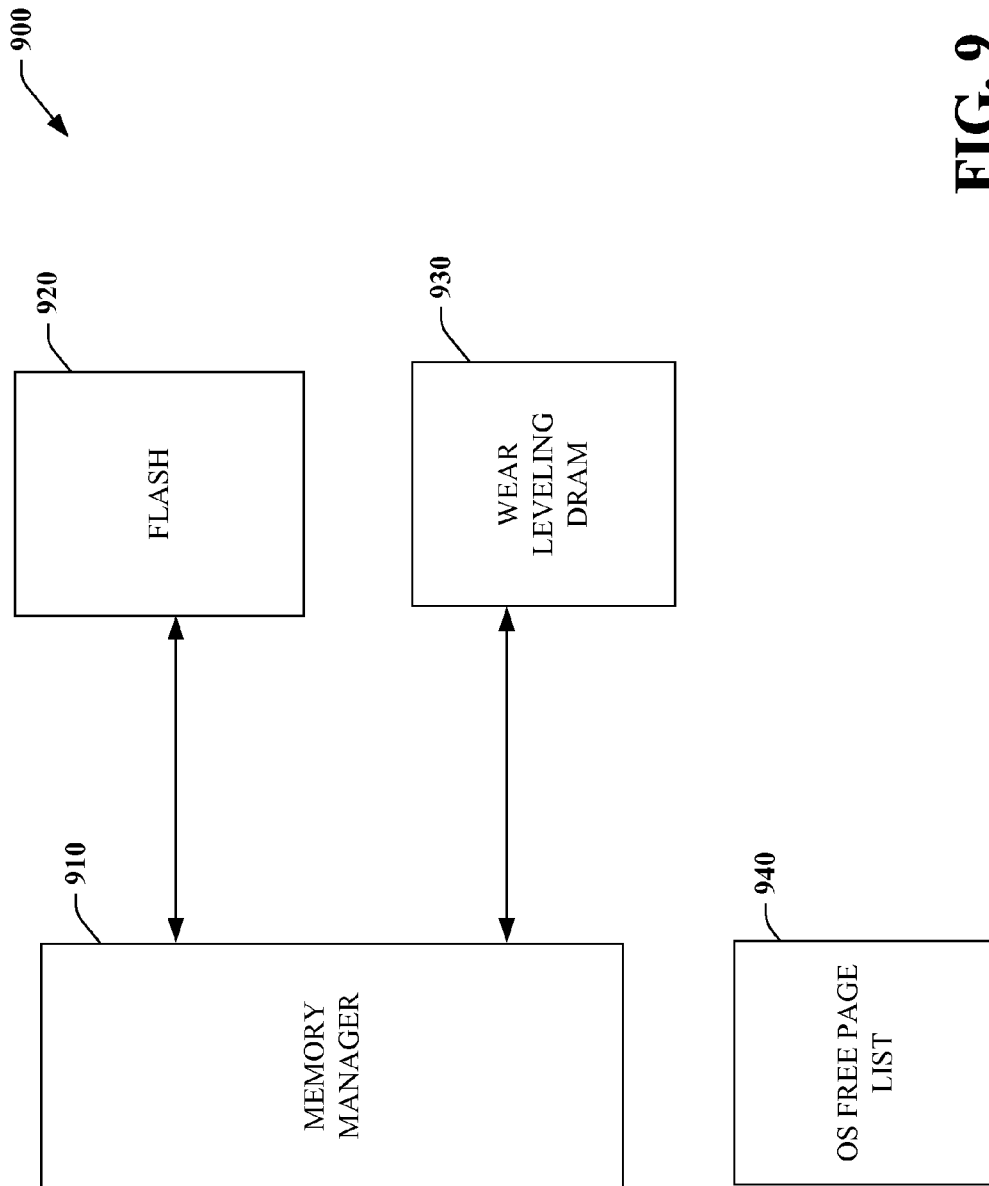 900
910
MEMORY
MANAGER
920
FLASH
930
WEAR
LEVELING
DRAM
940
OS FREE PAGE
LIST
FIG. 9